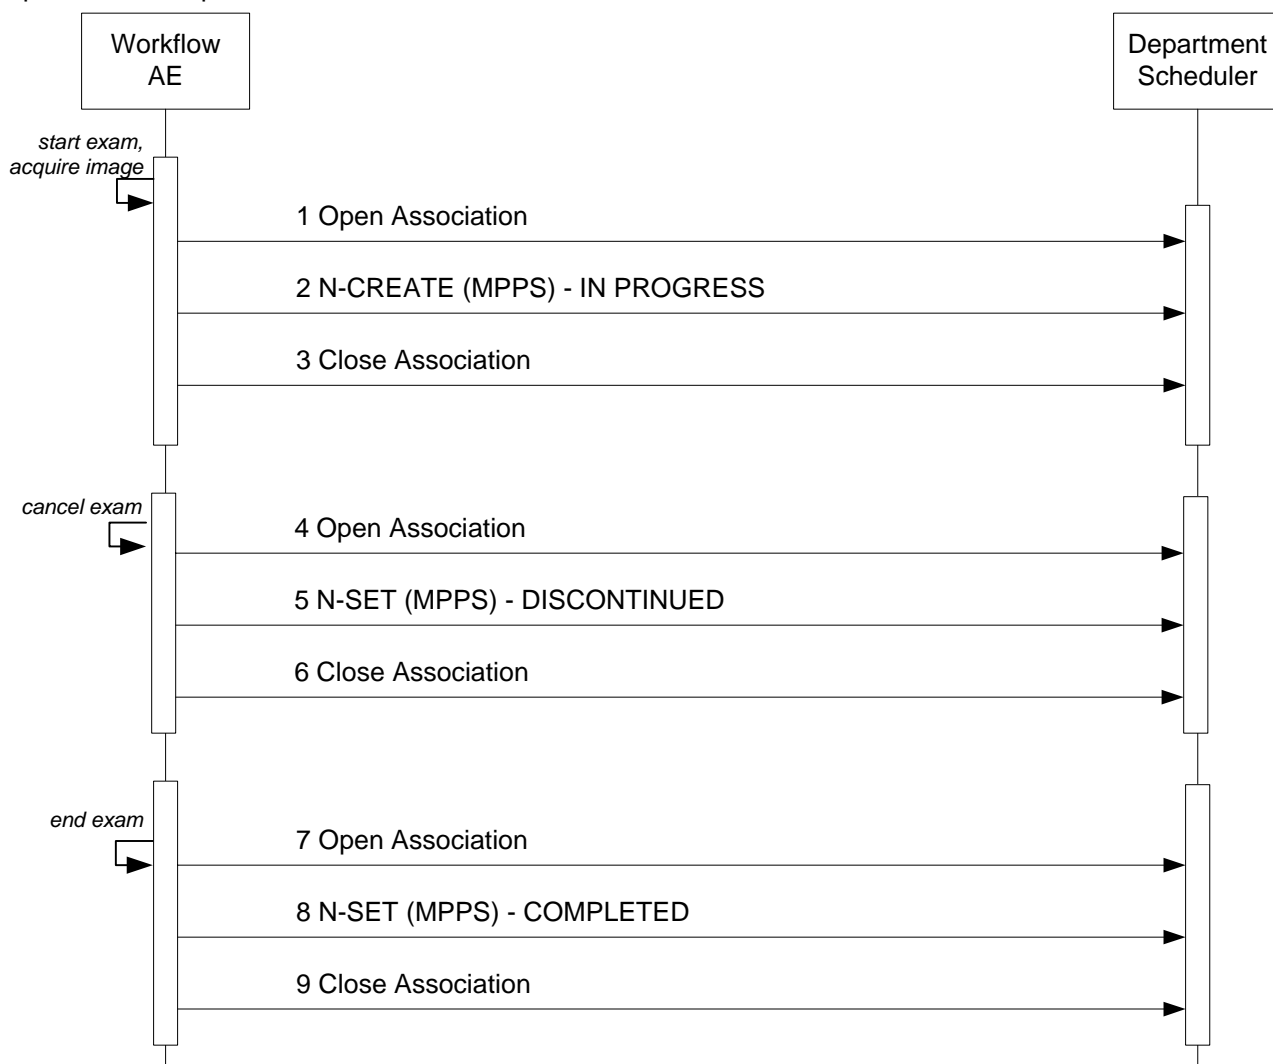 Workflow
AE
Department
Scheduler
start exam,
acquire image
1 Open Association
2 N-CREATE (MPPS) - IN PROGRESS
3 Close Association
cancel exam
4 Open Association
5 N-SET (MPPS) - DISCONTINUED
6 Close Association
end exam
7 Open Association
8 N-SET (MPPS) - COMPLETED
9 Close Association